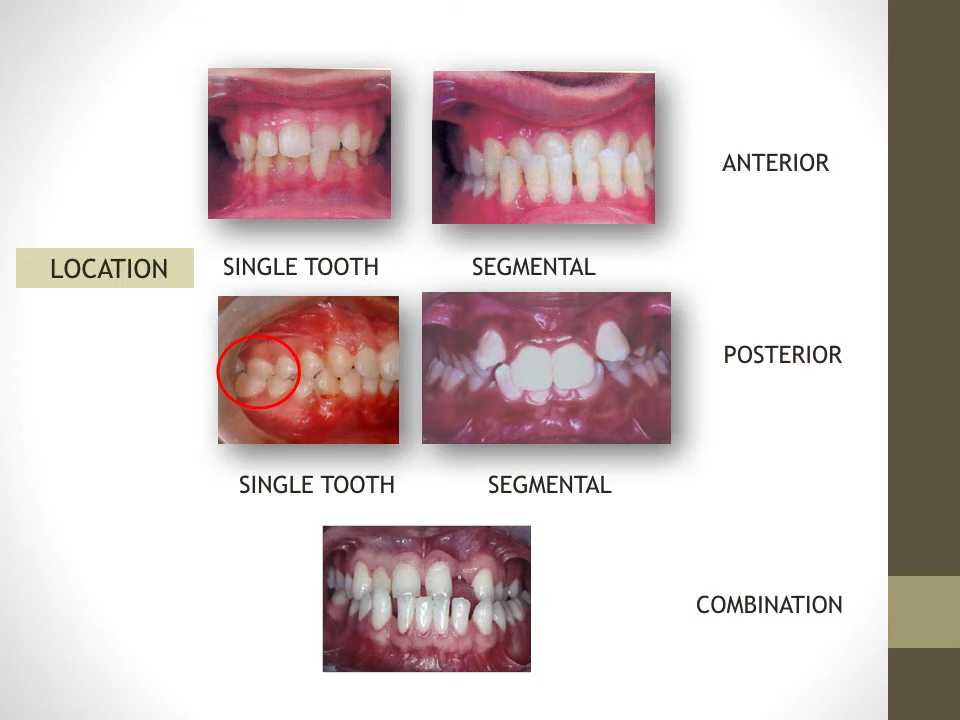 ANTERIOR
LOCATION
SINGLE TOOTH
SEGMENTAL
POSTERIOR
SINGLE TOOTH
SEGMENTAL
COMBINATION